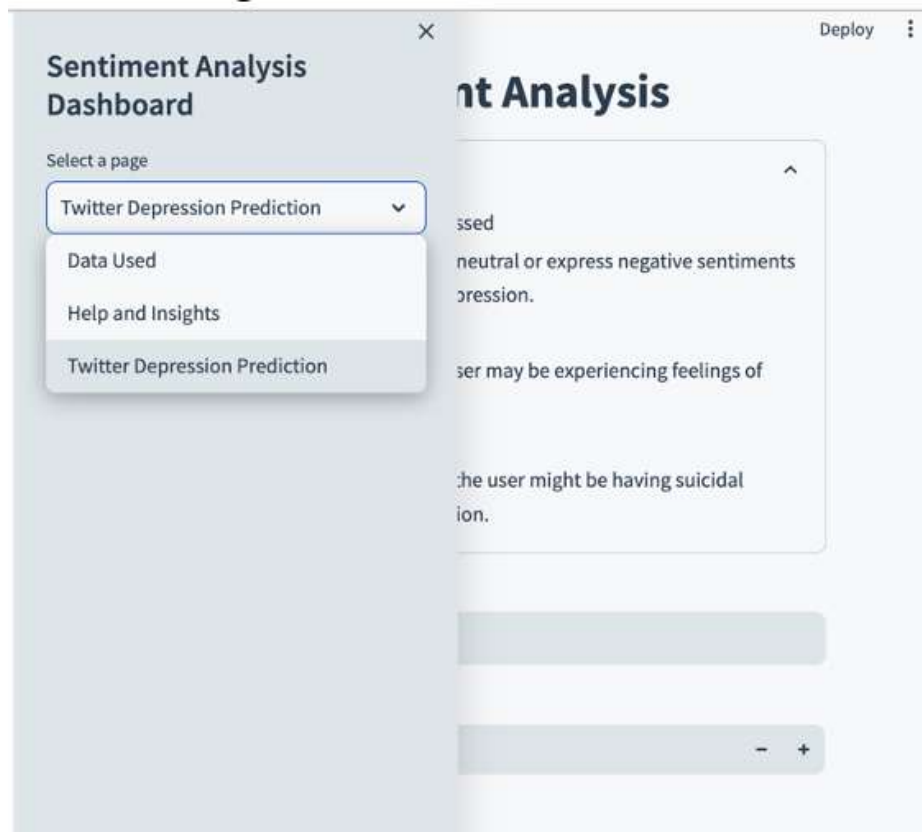 Deploy
Sentiment Analysis
Dashboard
nt Analysis
Select a page
Twitter Depression Prediction
Data Used
Help and Insights
Twitter Depression Prediction
ssed
neutral or express negative sentiments
pression.
ser may be experiencing feelings of
the user might be having suicidal
ion.